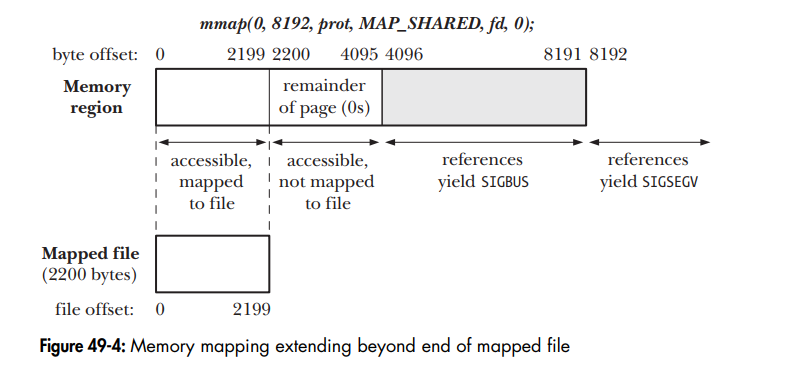 mmap(0, 8192, prot, MAP_SHARED, fd, 0);
byte offset: 0 2199 2200 4095 4096 8191 8192
Memory region
remainder of page (0s)
accessible, mapped to file
accessible, not mapped to file
references yield SIGBUS
references yield SIGSEGV
Mapped file (2200 bytes)
file offset: 0 2199
Figure 49-4: Memory mapping extending beyond end of mapped file